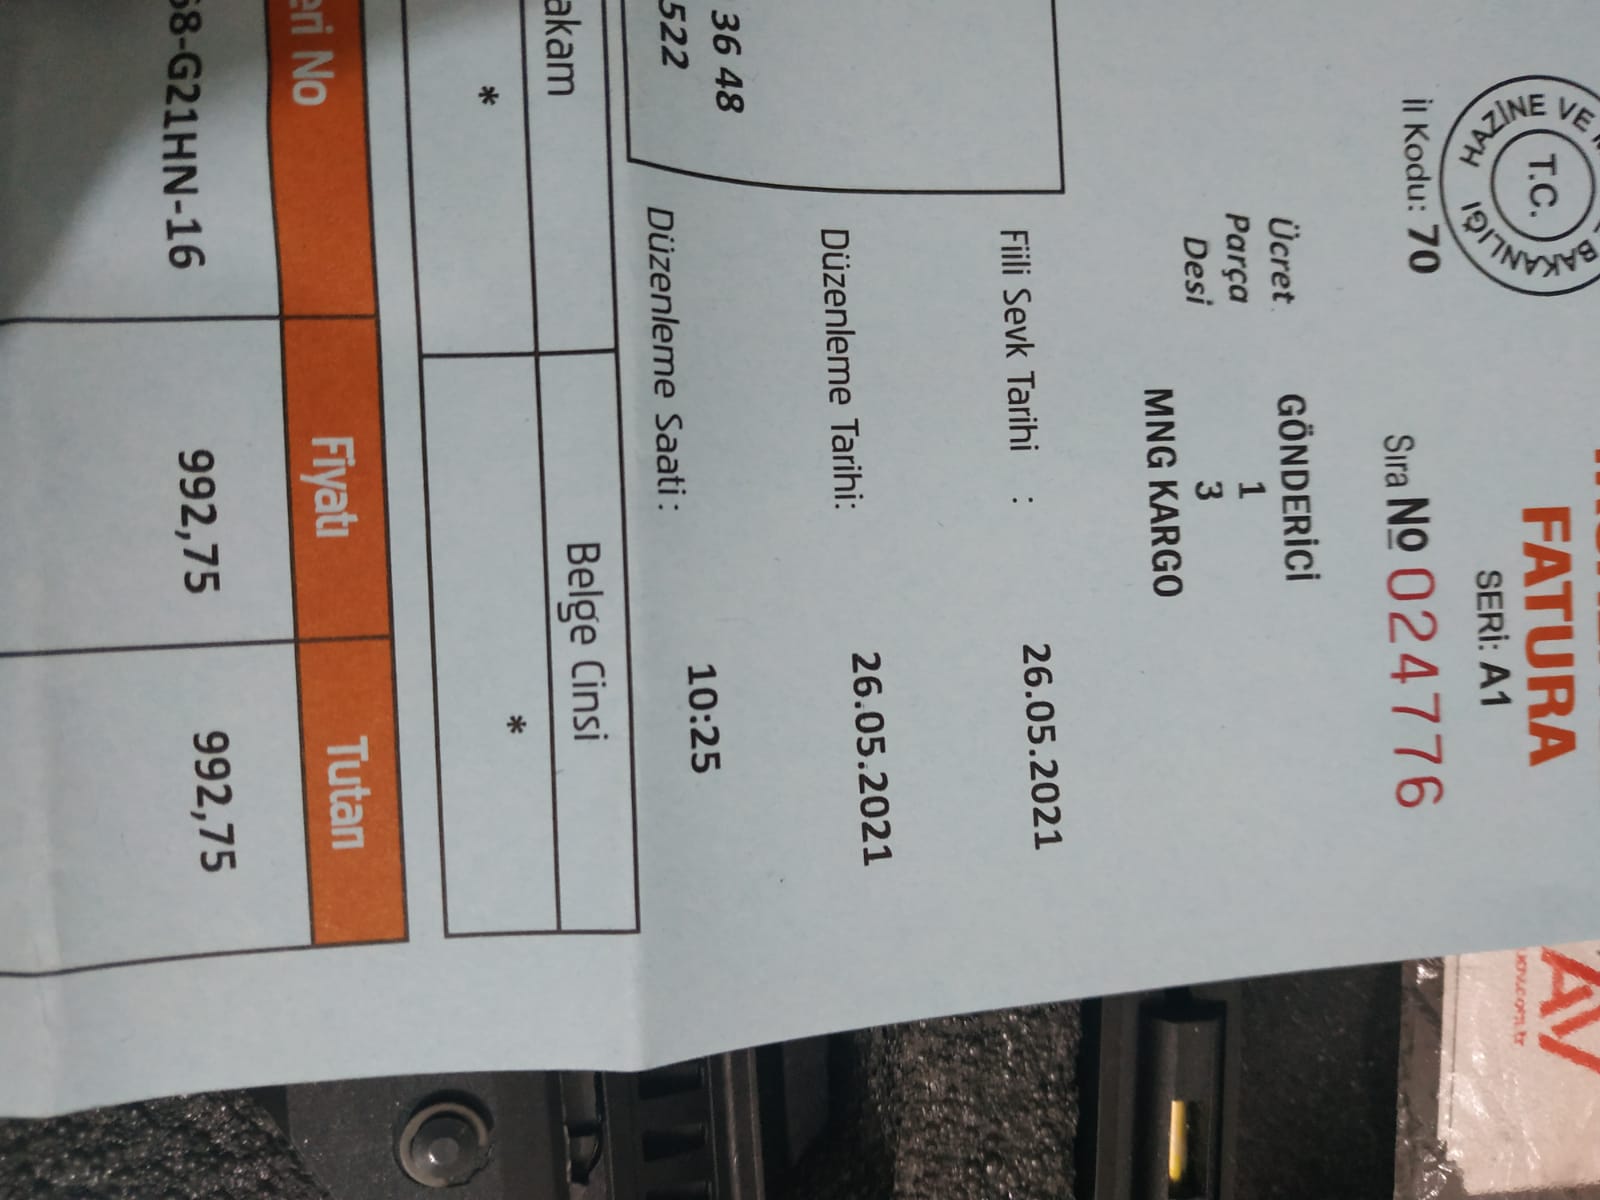 FATURA
SERİ: A1
HAZİNE VE
T.C.
BAKANLIĞI
İl Kodu: 70
Sıra No 024776
Ücret GÖNDERİCİ
Parça 1
Desi 3
MNG KARGO
Fiili Sevk Tarihi : 26.05.2021
Düzenleme Tarihi: 26.05.2021
36 48
522
Düzenleme Saati : 10:25
akam Belge Cinsi
* *
eri No Fiyatı Tutarı
68-G21HN-16 992,75 992,75